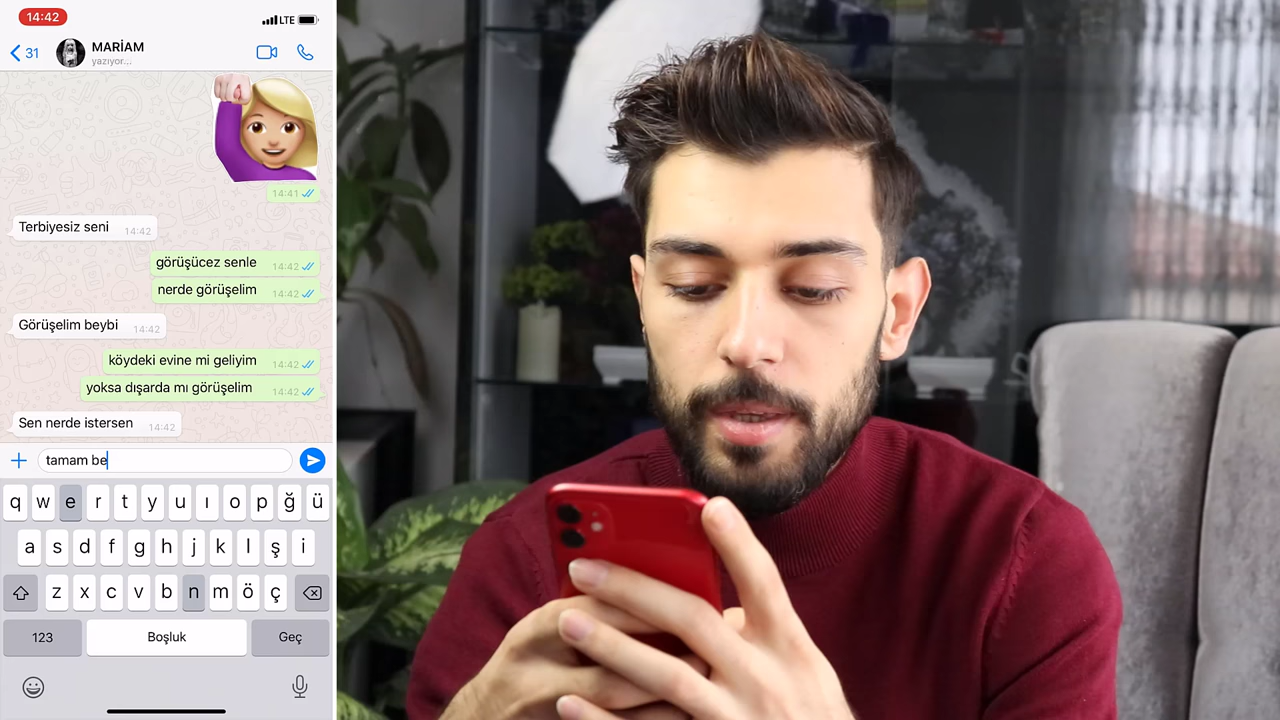 14:42
LTE
31
MARİAM
yazıyor...
14:41
Terbiyesiz seni 14:42
görüşücez senle 14:42
nerde görüşelim 14:42
Görüşelim beybi 14:42
köydeki evine mi geliyim 14:42
yoksa dışarda mı görüşelim 14:42
Sen nerde istersen 14:42
tamam be
q w e r t y u ı o p ğ ü
a s d f g h j k l ş i
z x c v b n m ö ç
123 Boşluk Geç